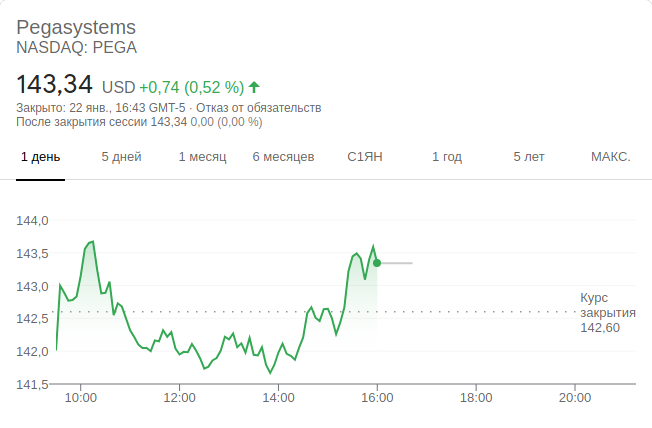 Pegasystems
NASDAQ: PEGA
143,34 USD +0,74 (0,52 %)
Закрыто: 22 янв., 16:43 GMT-5 · Отказ от обязательств
После закрытия сессии 143,34 0,00 (0,00 %)
1 день 5 дней 1 месяц 6 месяцев С1ЯН 1 год 5 лет МАКС.
144,0
143,5
143,0
142,5
142,0
141,5
Курс
закрытия
142,60
10:00 12:00 14:00 16:00 18:00 20:00